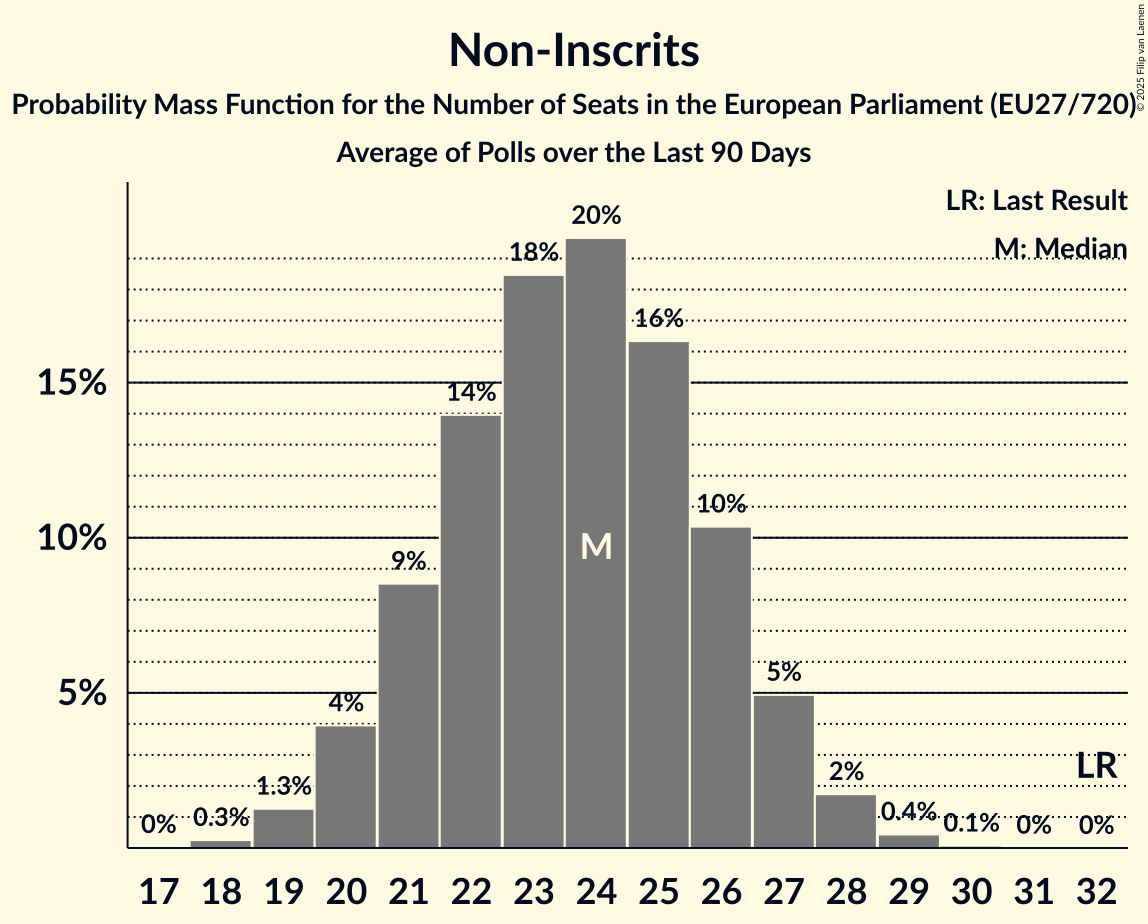 Non-Inscrits
Probability Mass Function for the Number of Seats in the European Parliament (EU27/720)
Average of Polls over the Last 90 Days
© 2025 Filip van Laenen
LR: Last Result
M: Median
20%
18%
16%
15%
14%
10%
10%
M
9%
5%
5%
4%
LR
2%
1.3%
0.3%
0.4%
0.1%
0%
0%
0%
17 18 19 20 21 22 23 24 25 26 27 28 29 30 31 32